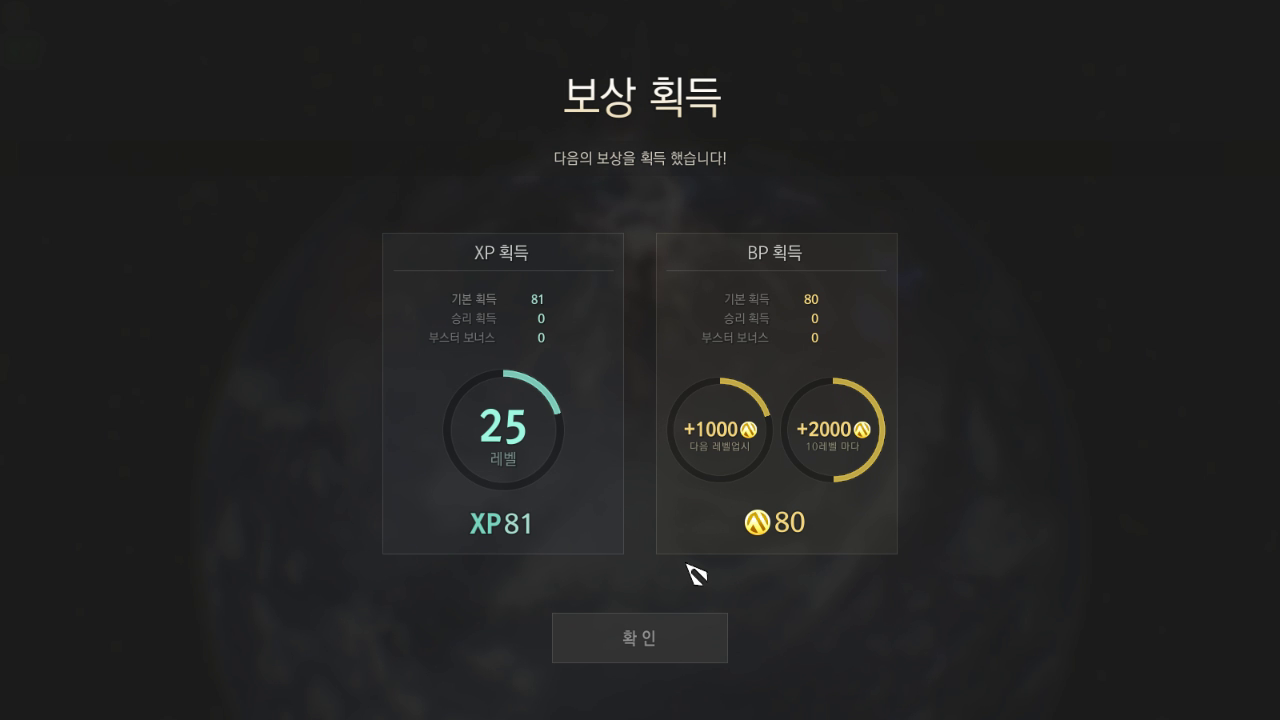 보상 획득
다음의 보상을 획득 했습니다!
XP 획득
기본 획득 81
승리 획득 0
부스터 보너스 0
25
레벨
XP 81
BP 획득
기본 획득 80
승리 획득 0
부스터 보너스 0
+1000
다음 레벨업시
+2000
10레벨 마다
80
확인